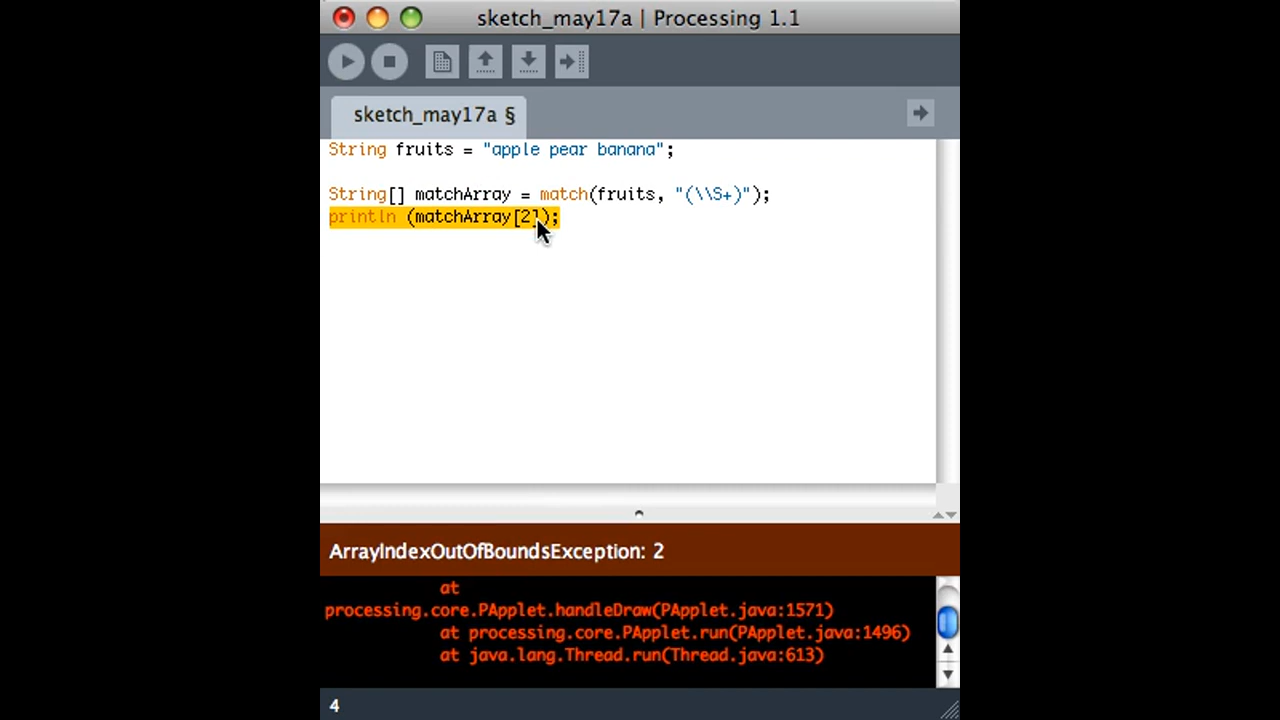 sketch_may17a | Processing 1.1
sketch_may17a §
String fruits = "apple pear banana";
String[] matchArray = match(fruits, "(\\S+)");
println (matchArray[2]);
ArrayIndexOutOfBoundsException: 2
at
processing.core.PApplet.handleDraw(PApplet.java:1571)
at processing.core.PApplet.run(PApplet.java:1496)
at java.lang.Thread.run(Thread.java:613)
4